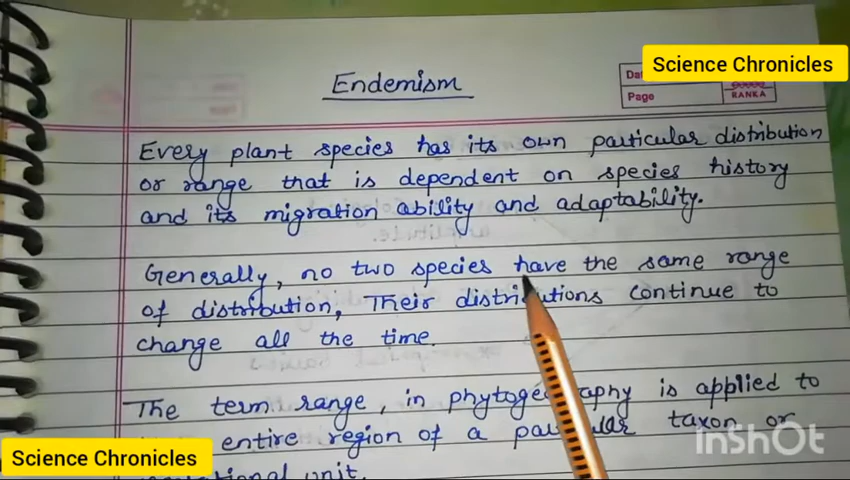 Science Chronicles
Endemism
Dat
Page
RANKA
Every plant species has its own particular distribution
or range that is dependent on species history
and its migration ability and adaptability.
Generally, no two species have the same range
of distribution, Their distributions continue to
change all the time.
The term range, in phytogeography is applied to
entire region of a particular taxon or
unit.
Science Chronicles
InShOt